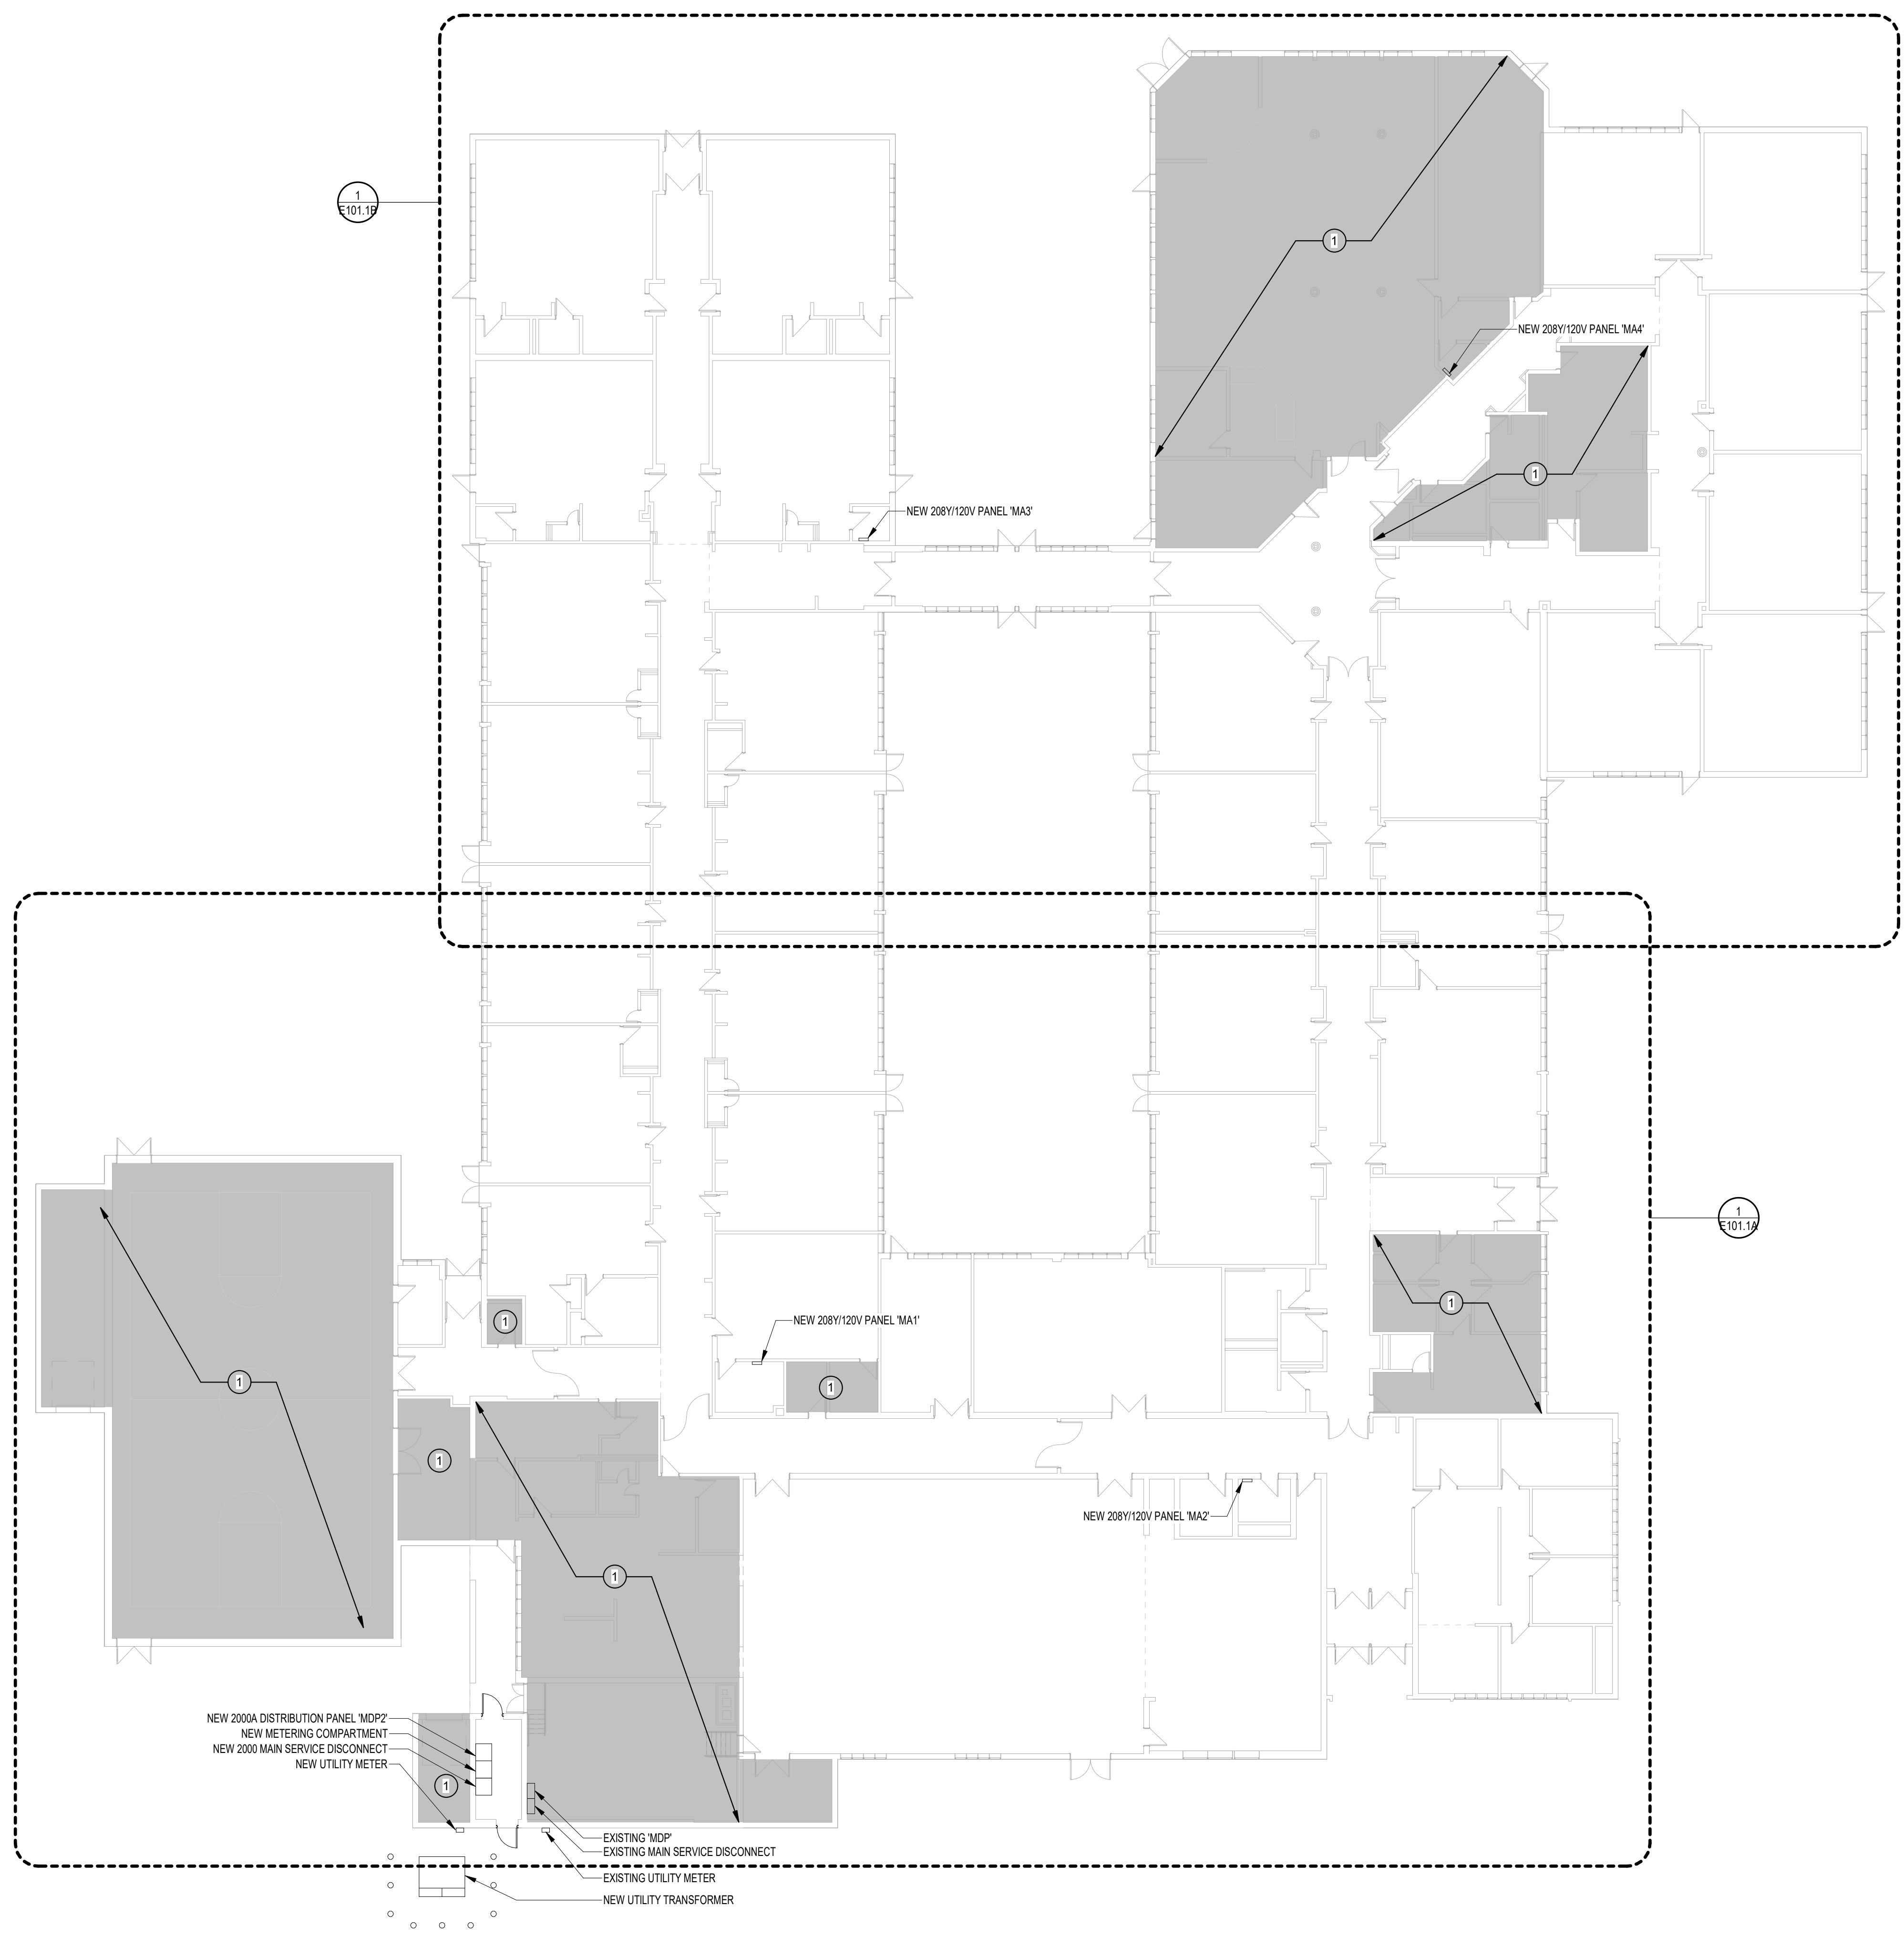 1
E101.1B
1
NEW 208Y/120V PANEL 'MA4'
1
NEW 208Y/120V PANEL 'MA3'
1
E101.1A
1
1
NEW 208Y/120V PANEL 'MA1'
1
1
1
NEW 208Y/120V PANEL 'MA2'
1
1
NEW 2000A DISTRIBUTION PANEL 'MDP2'
NEW METERING COMPARTMENT
NEW 2000 MAIN SERVICE DISCONNECT
NEW UTILITY METER
1
EXISTING 'MDP'
EXISTING MAIN SERVICE DISCONNECT
EXISTING UTILITY METER
NEW UTILITY TRANSFORMER